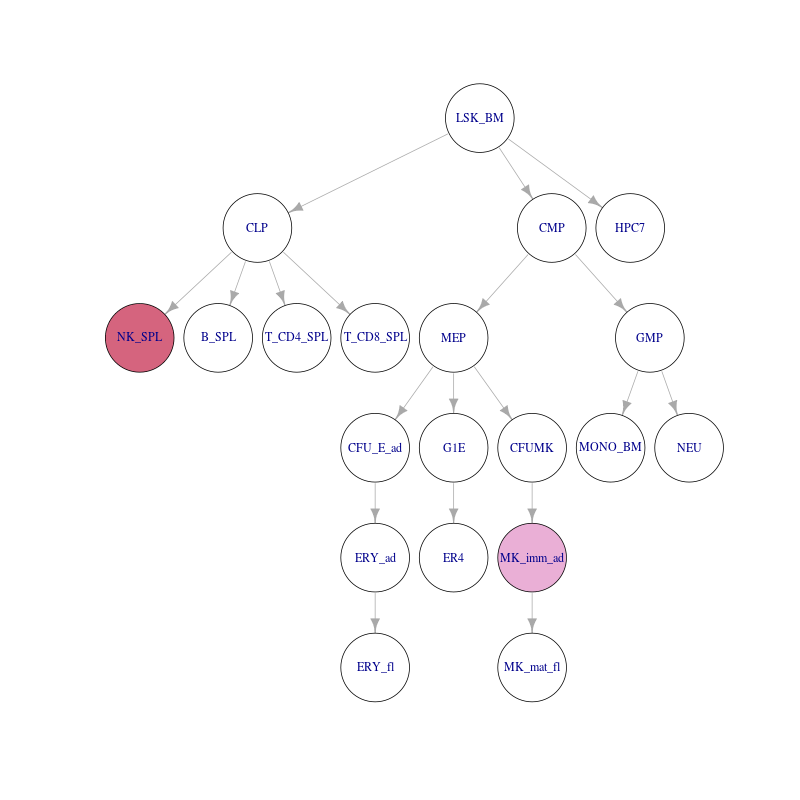 LSK_BM
CLP
CMP
HPC7
NK_SPL
B_SPL
T_CD4_SPL
T_CD8_SPL
MEP
GMP
CFU_E_ad
G1E
CFUMK
MONO_BM
NEU
ERY_ad
ER4
MK_imm_ad
ERY_fl
MK_mat_fl